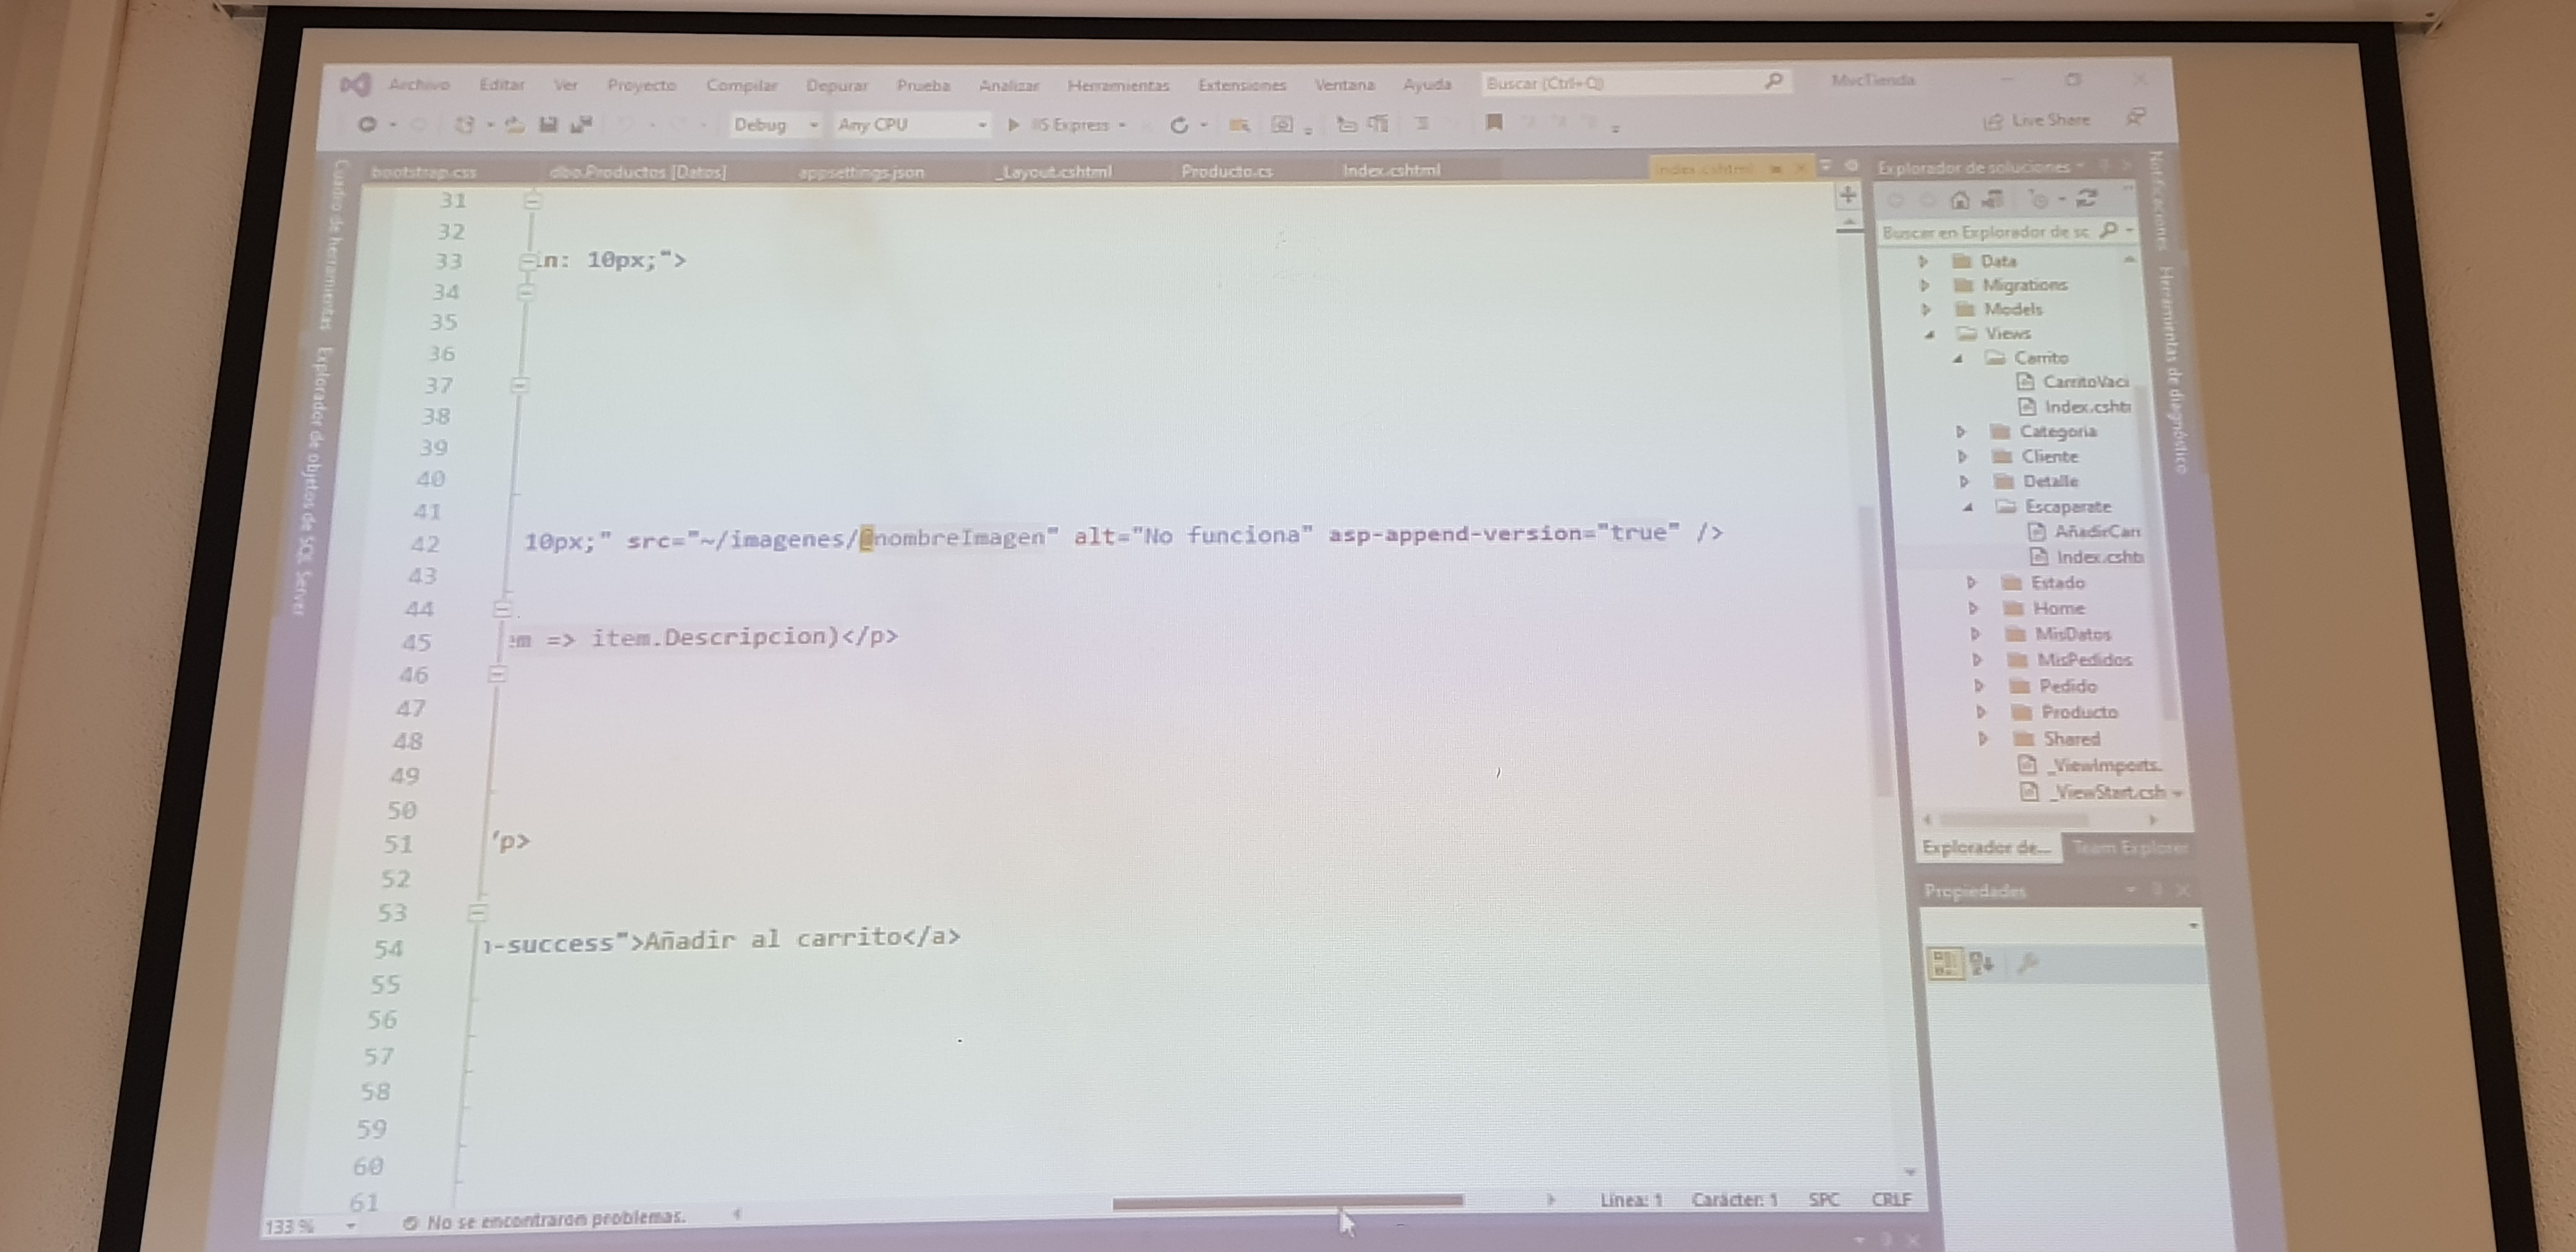 Archivo Editar Ver Proyecto Compilar Depurar Prueba Analizar Herramientas Extensiones Ventana Ayuda Buscar (Ctrl+Q) MvcTienda
Debug Any CPU IIS Express Live Share
bootstrap.css dbo.Productos [Datos] appsettings.json _Layout.cshtml Producto.cs Index.cshtml Index.cshtml
Cuadro de herramientas
Explorador de objetos de SQL Server
31
32
33 in: 10px;">
34
35
36
37
38
39
40
41
42 10px;" src="~/imagenes/@nombreImagen" alt="No funciona" asp-append-version="true" />
43
44
45 em => item.Descripcion)</p>
46
47
48
49
50
51 /p>
52
53
54 n-success">Añadir al carrito</a>
55
56
57
58
59
60
61
133 % No se encontraron problemas. Línea: 1 Carácter: 1 SPC CRLF
Explorador de soluciones
Buscar en Explorador de sc
Data
Migrations
Models
Views
Carrito
CarritoVaci
Index.cshtı
Categoria
Cliente
Detalle
Escaparate
AñadirCarr
Index.cshtı
Estado
Home
MisDatos
MisPedidos
Pedido
Producto
Shared
_ViewImports.
_ViewStart.csh
Explorador de... Team Explorer
Propiedades
Notificaciones
Herramientas de diagnóstico